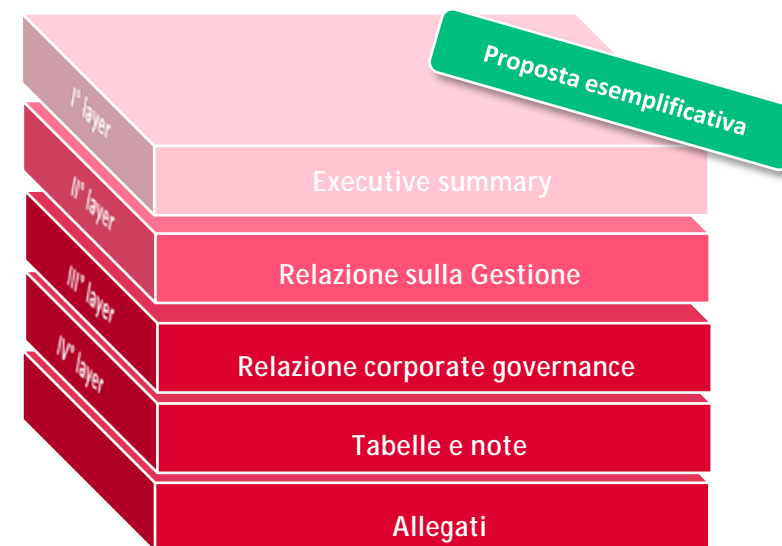 Proposta esemplificativa
I° layer
Executive summary
II° layer
Relazione sulla Gestione
III° layer
Relazione corporate governance
IV° layer
Tabelle e note
Allegati